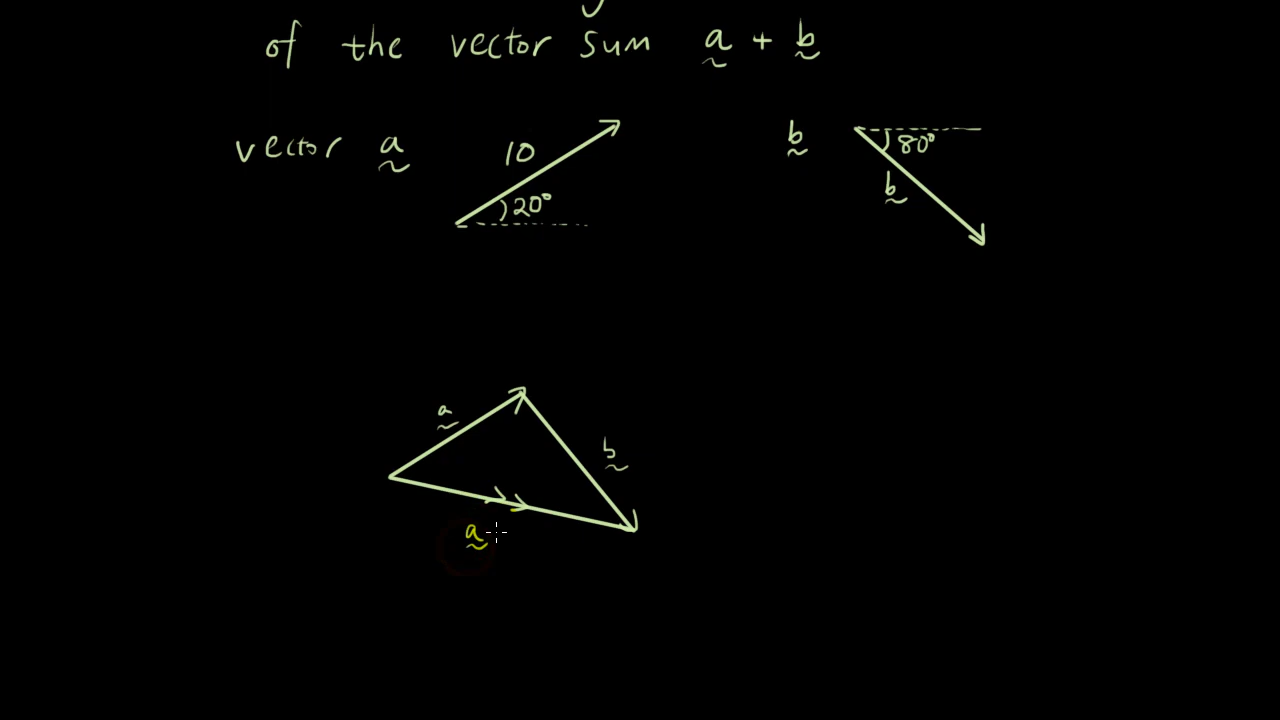 of the vector sum a + b
vector a 10 20° b 80°
b
a
b
a